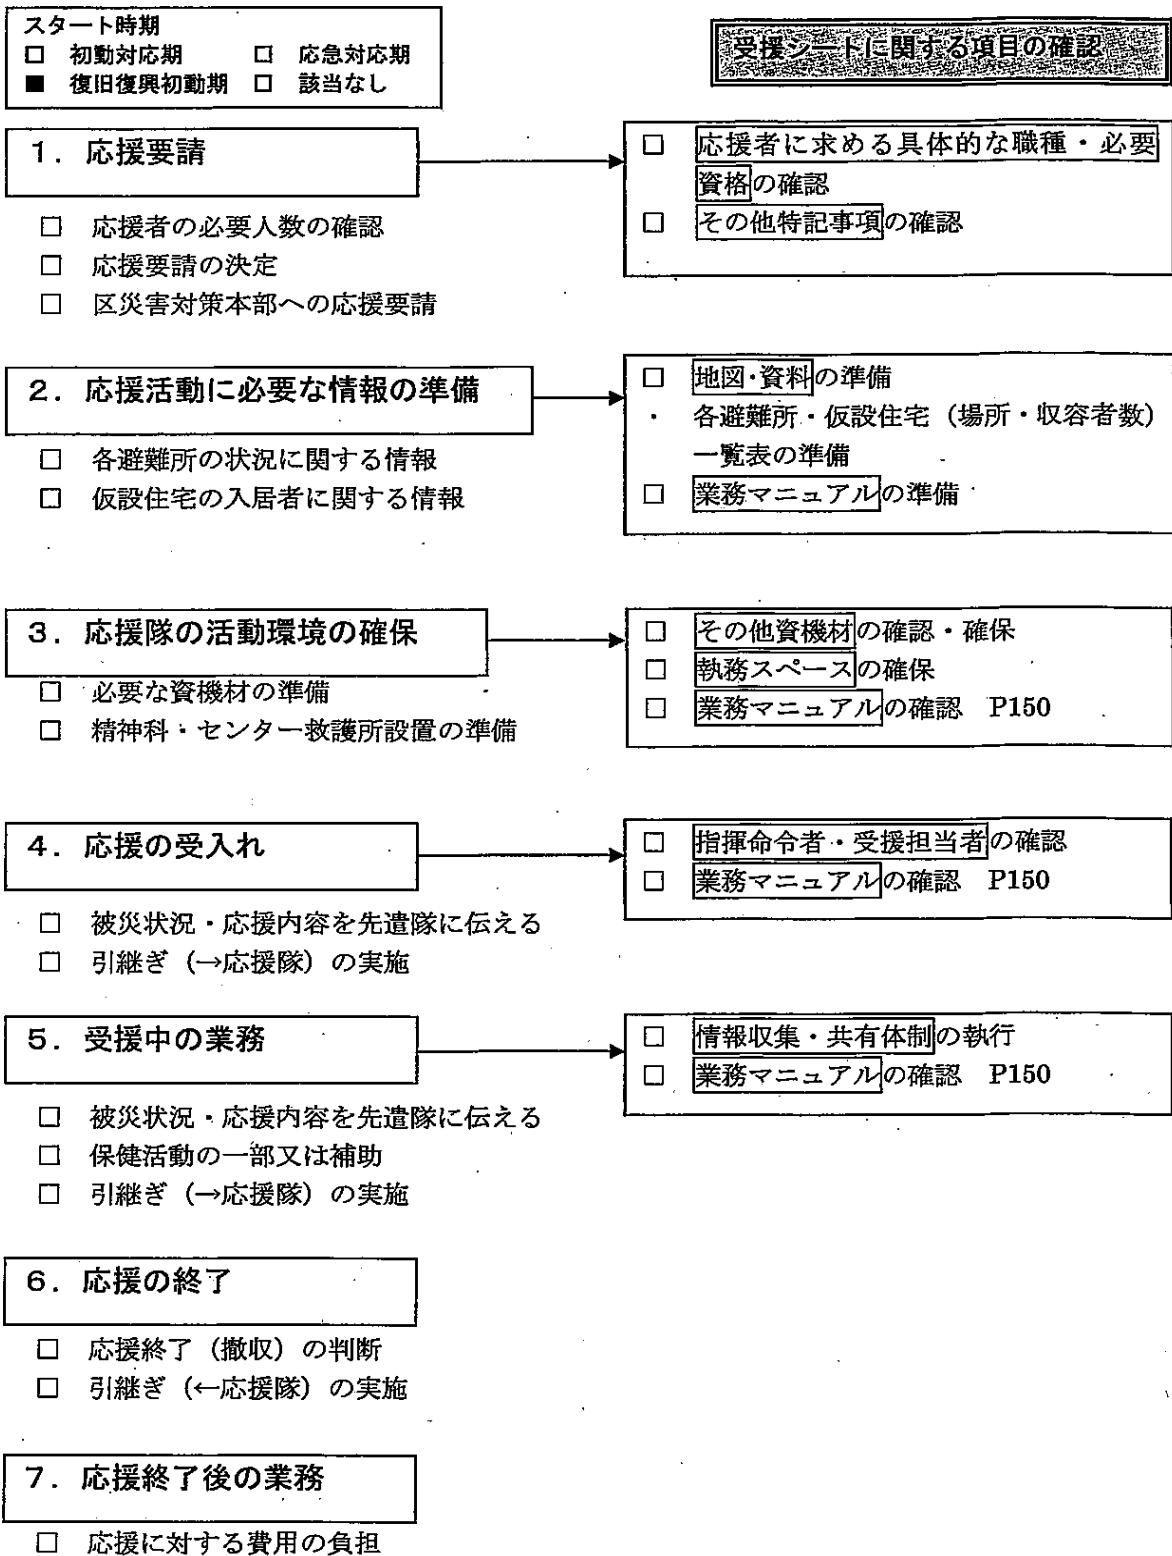 スタート時期
□ 初動対応期 □ 応急対応期
■ 復旧復興初動期 □ 該当なし
受援シートに関する項目の確認
1．応援要請
□ 応援者の必要人数の確認
□ 応援要請の決定
□ 区災害対策本部への応援要請
□ 応援者に求める具体的な職種・必要
資格の確認
□ その他特記事項の確認
2．応援活動に必要な情報の準備
□ 各避難所の状況に関する情報
□ 仮設住宅の入居者に関する情報
□ 地図・資料の準備
・ 各避難所・仮設住宅（場所・収容者数）
一覧表の準備
□ 業務マニュアルの準備
3．応援隊の活動環境の確保
□ 必要な資機材の準備
□ 精神科・センター救護所設置の準備
□ その他資機材の確認・確保
□ 執務スペースの確保
□ 業務マニュアルの確認 P150
4．応援の受入れ
□ 被災状況・応援内容を先遣隊に伝える
□ 引継ぎ（→応援隊）の実施
□ 指揮命令者・受援担当者の確認
□ 業務マニュアルの確認 P150
5．受援中の業務
□ 被災状況・応援内容を先遣隊に伝える
□ 保健活動の一部又は補助
□ 引継ぎ（→応援隊）の実施
□ 情報収集・共有体制の執行
□ 業務マニュアルの確認 P150
6．応援の終了
□ 応援終了（撤収）の判断
□ 引継ぎ（←応援隊）の実施
7．応援終了後の業務
□ 応援に対する費用の負担